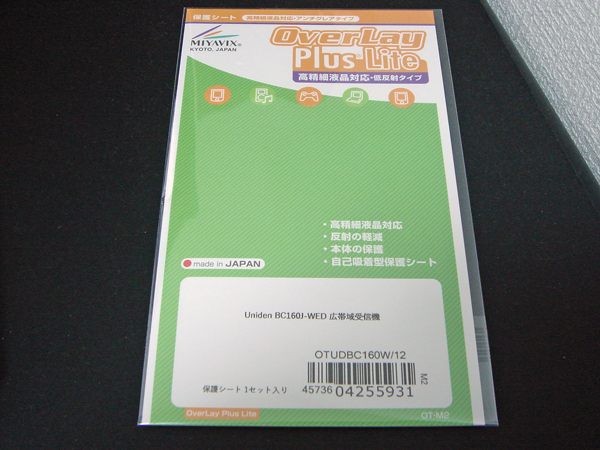 保護シート 高精細液晶対応・アンチグレアタイプ
MIYAVIX®
KYOTO, JAPAN
OverLay
Plus Lite
高精細液晶対応・低反射タイプ
・高精細液晶対応
・反射の軽減
・本体の保護
・自己吸着型保護シート
made in JAPAN
Uniden BC160J-WED 広帯域受信機
OTUDBC160W/12
M2
保護シート 1セット入り
45736 04255931
OverLay Plus Lite
OT-M2